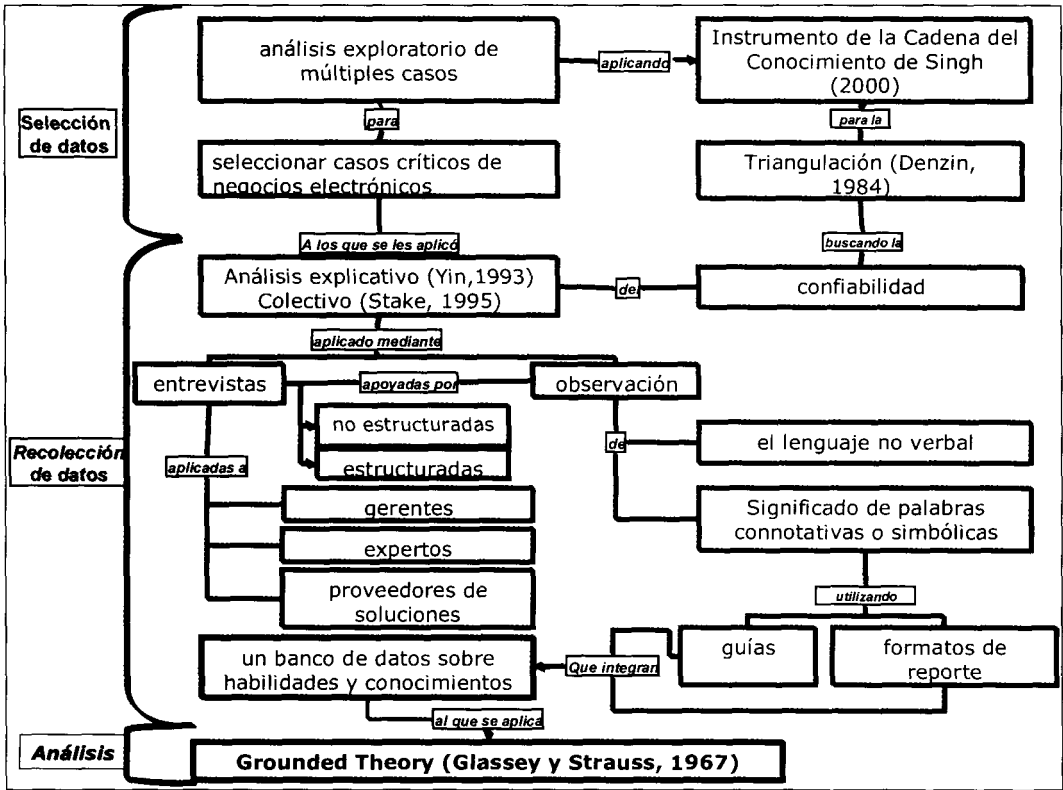 análisis exploratorio de
múltiples casos
aplicando
Instrumento de la Cadena del
Conocimiento de Singh
(2000)
Selección
de datos
para
para la
seleccionar casos críticos de
negocios electrónicos
Triangulación (Denzin,
1984)
A los que se les aplicó
buscando la
Análisis explicativo (Yin,1993)
Colectivo (Stake, 1995)
de
confiabilidad
aplicado mediante
entrevistas
apoyadas por
observación
no estructuradas
estructuradas
de
el lenguaje no verbal
Recolección
de datos
aplicadas a
gerentes
expertos
proveedores de
soluciones
Significado de palabras
connotativas o simbólicas
utilizando
guías
formatos de
reporte
Que integran
un banco de datos sobre
habilidades y conocimientos
al que se aplica
Análisis
Grounded Theory (Glassey y Strauss, 1967)